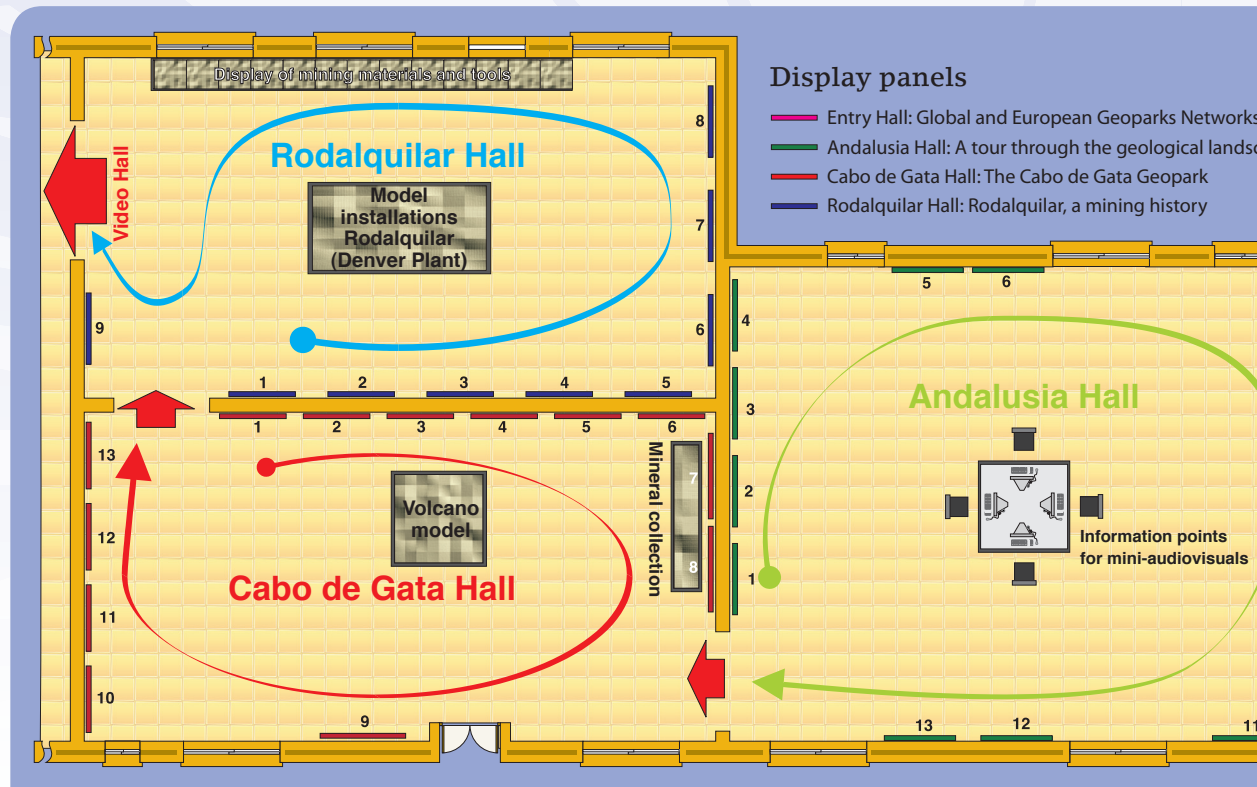 Display panels
Entry Hall: Global and European Geoparks Networks
Andalusia Hall: A tour through the geological
Cabo de Gata Hall: The Cabo de Gata Geopark
Rodalquilar Hall: Rodalquilar, a mining history
Display of mining materials and tools
Rodalquilar Hall
Model
installations
Rodalquilar
(Denver Plant)
Video Hall
8
7
6
9
1 2 3 4 5
1 2 3 4 5 6
13
12
11
10
9
Volcano
model
Cabo de Gata Hall
Mineral collection
7
8
5 6
4
3
2
1
Andalusia Hall
Information points
for mini-audiovisuals
13 12 11